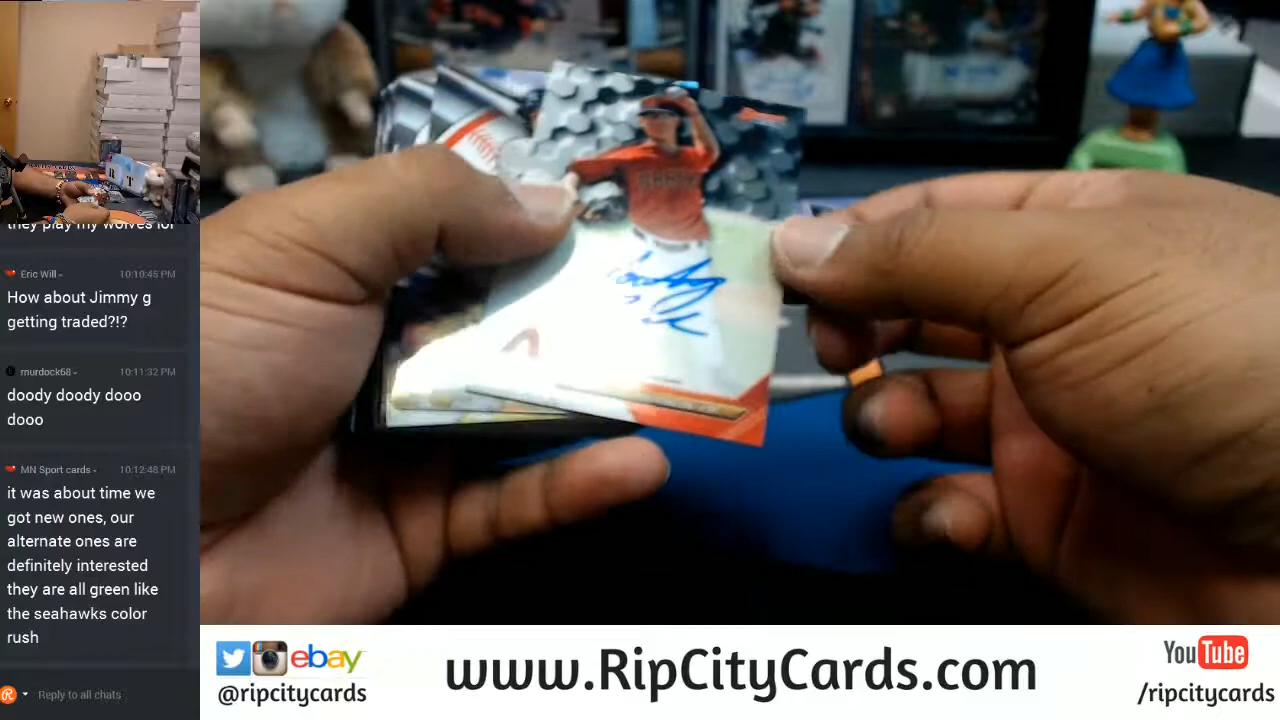 they play my wolves lol
Eric Will
10:10:45 PM
How about Jimmy g
getting traded?!?
murdock68
10:11:32 PM
doody doody dooo
dooo
MN Sport cards
10:12:48 PM
it was about time we
got new ones, our
alternate ones are
definitely interested
they are all green like
the seahawks color
rush
Reply to all chats
ebay
@ripcitycards
www.RipCityCards.com
YouTube
/ripcitycards